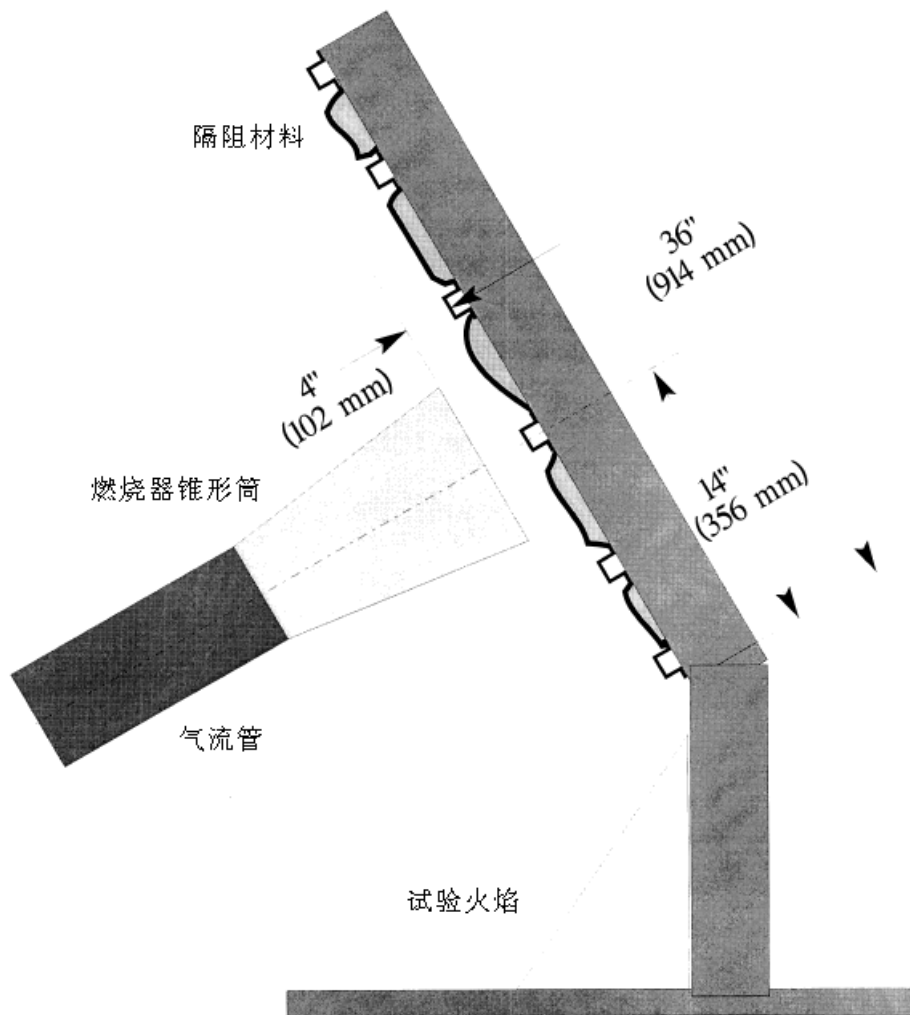 隔阻材料
36"
(914 mm)
4"
(102 mm)
燃烧器锥形筒
14"
(356 mm)
气流管
试验火焰